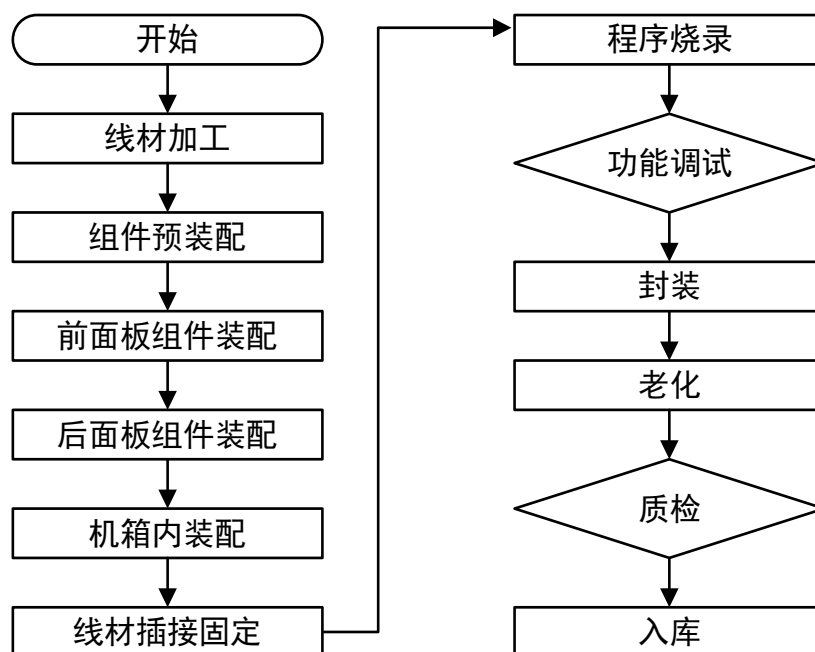 开始
线材加工
组件预装配
前面板组件装配
后面板组件装配
机箱内装配
线材插接固定
程序烧录
功能调试
封装
老化
质检
入库